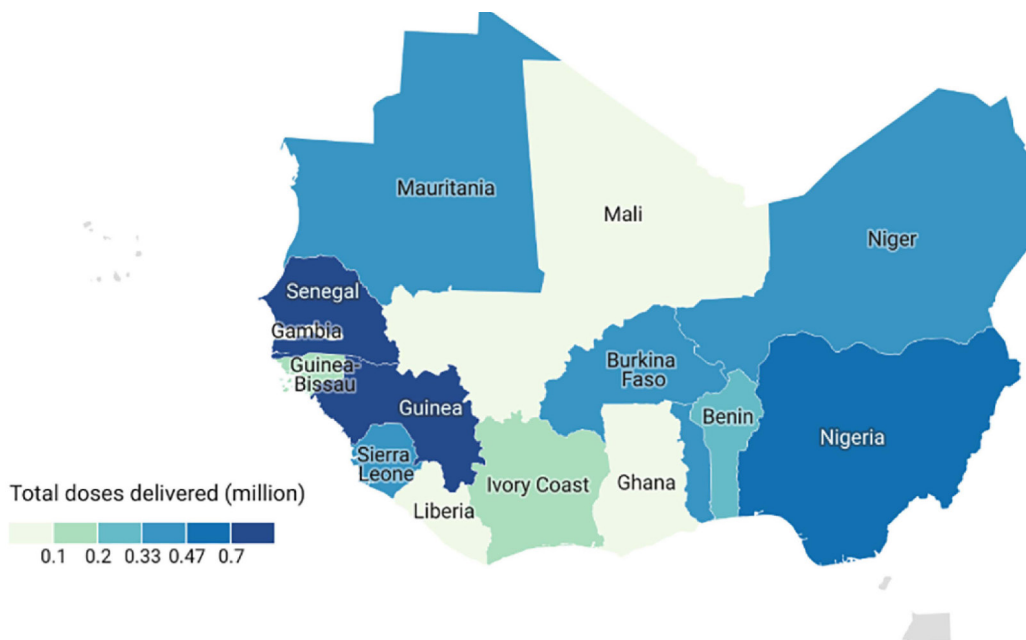 Mauritania
Mali
Niger
Senegal
Gambia
Guinea-
Bissau
Burkina
Faso
Guinea
Benin
Nigeria
Sierra
Leone
Ivory Coast
Ghana
Liberia
Total doses delivered (million)
0.1 0.2 0.33 0.47 0.7